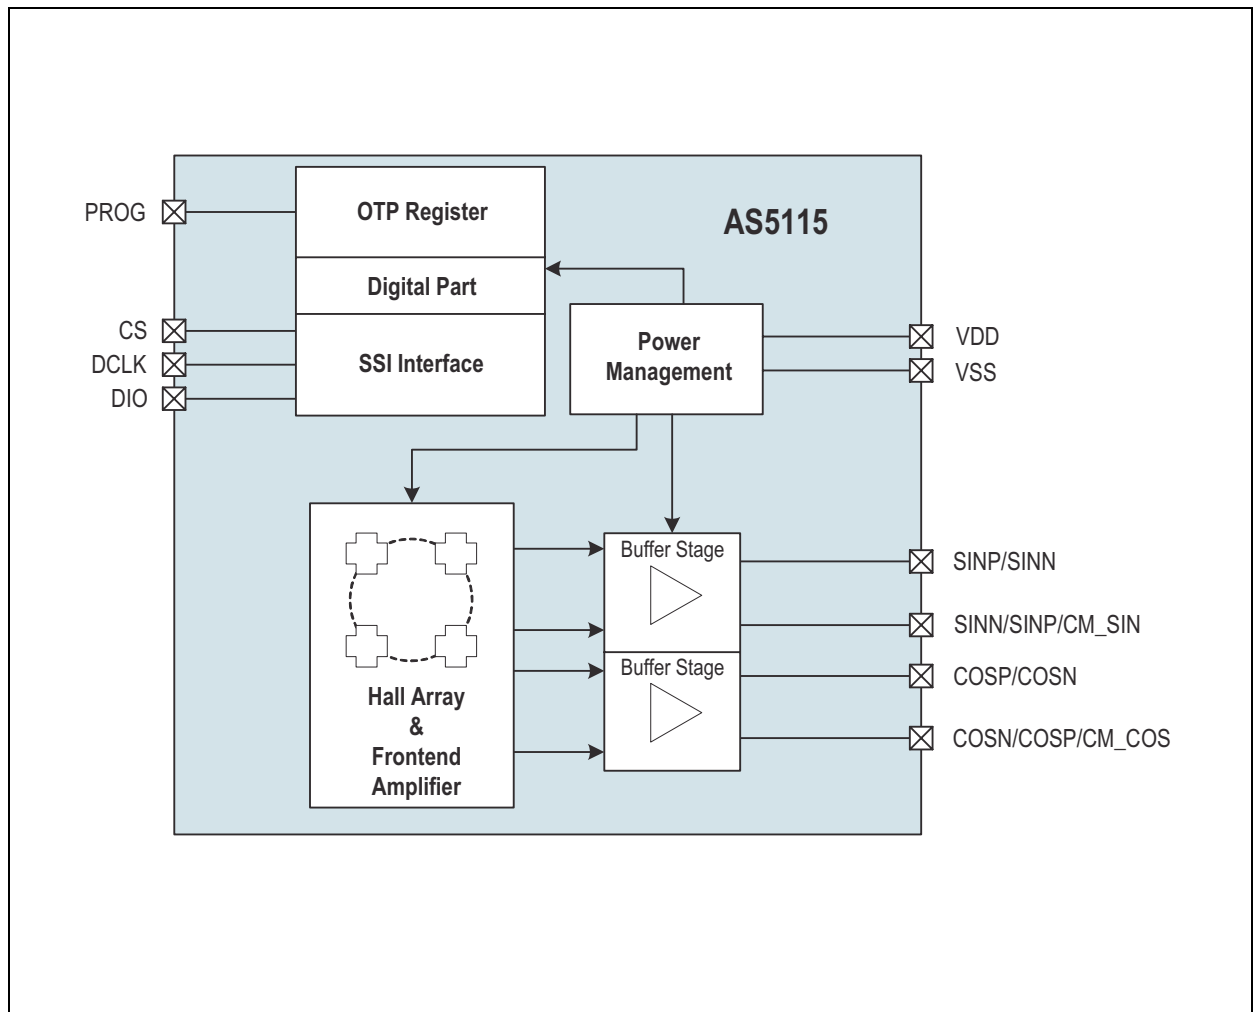 PROG
OTP Register
AS5115
Digital Part
CS
DCLK
DIO
SSI Interface
Power
Management
VDD
VSS
Buffer Stage
SINP/SINN
SINN/SINP/CM_SIN
Buffer Stage
COSP/COSN
COSN/COSP/CM_COS
Hall Array
&
Frontend
Amplifier